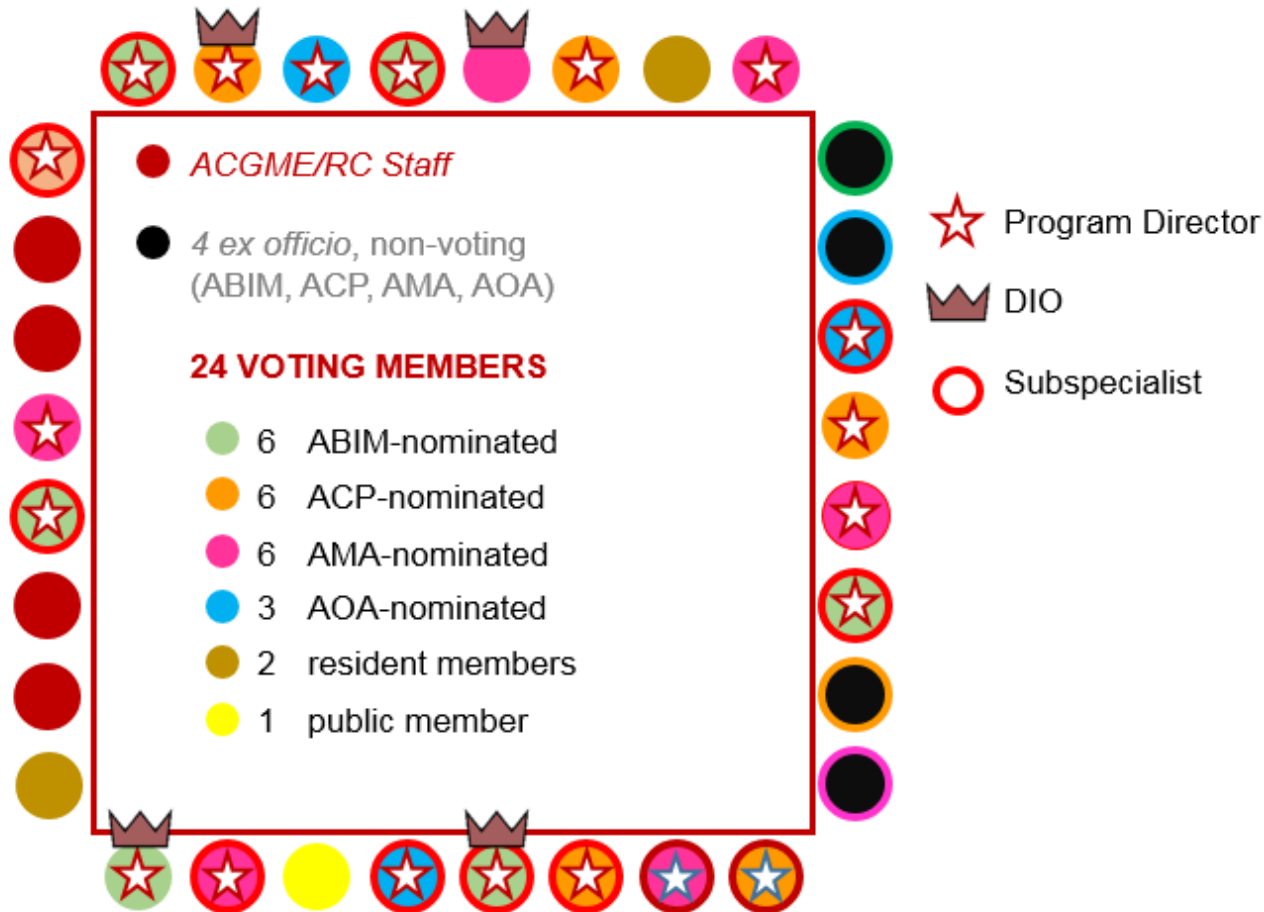 ACGME/RC Staff
4 ex officio, non-voting
(ABIM, ACP, AMA, AOA)
24 VOTING MEMBERS
6 ABIM-nominated
6 ACP-nominated
6 AMA-nominated
3 AOA-nominated
2 resident members
1 public member
Program Director
DIO
Subspecialist